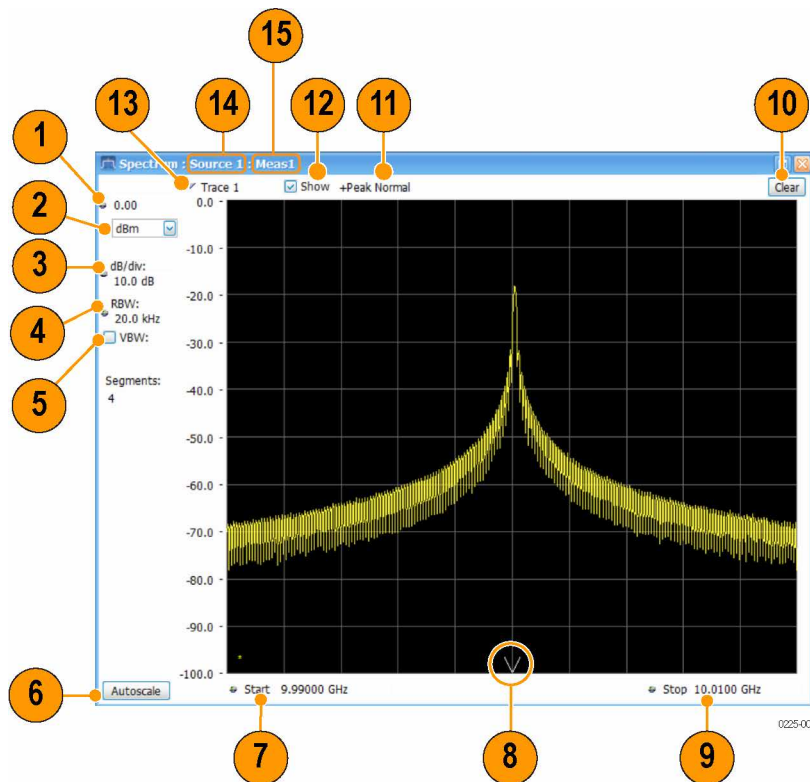 15
13
14
12
11
10
1
Spectrum : Source 1 : Meas1
Trace 1
Show
+Peak Normal
Clear
0.00
0.0
2
dBm
-10.0
3
dB/div:
10.0 dB
-20.0
4
RBW:
20.0 kHz
-30.0
VBW:
5
Segments:
4
-40.0
-50.0
-60.0
-70.0
-80.0
-90.0
-100.0
6
Autoscale
Start 9.99000 GHz
Stop 10.0100 GHz
7
8
9